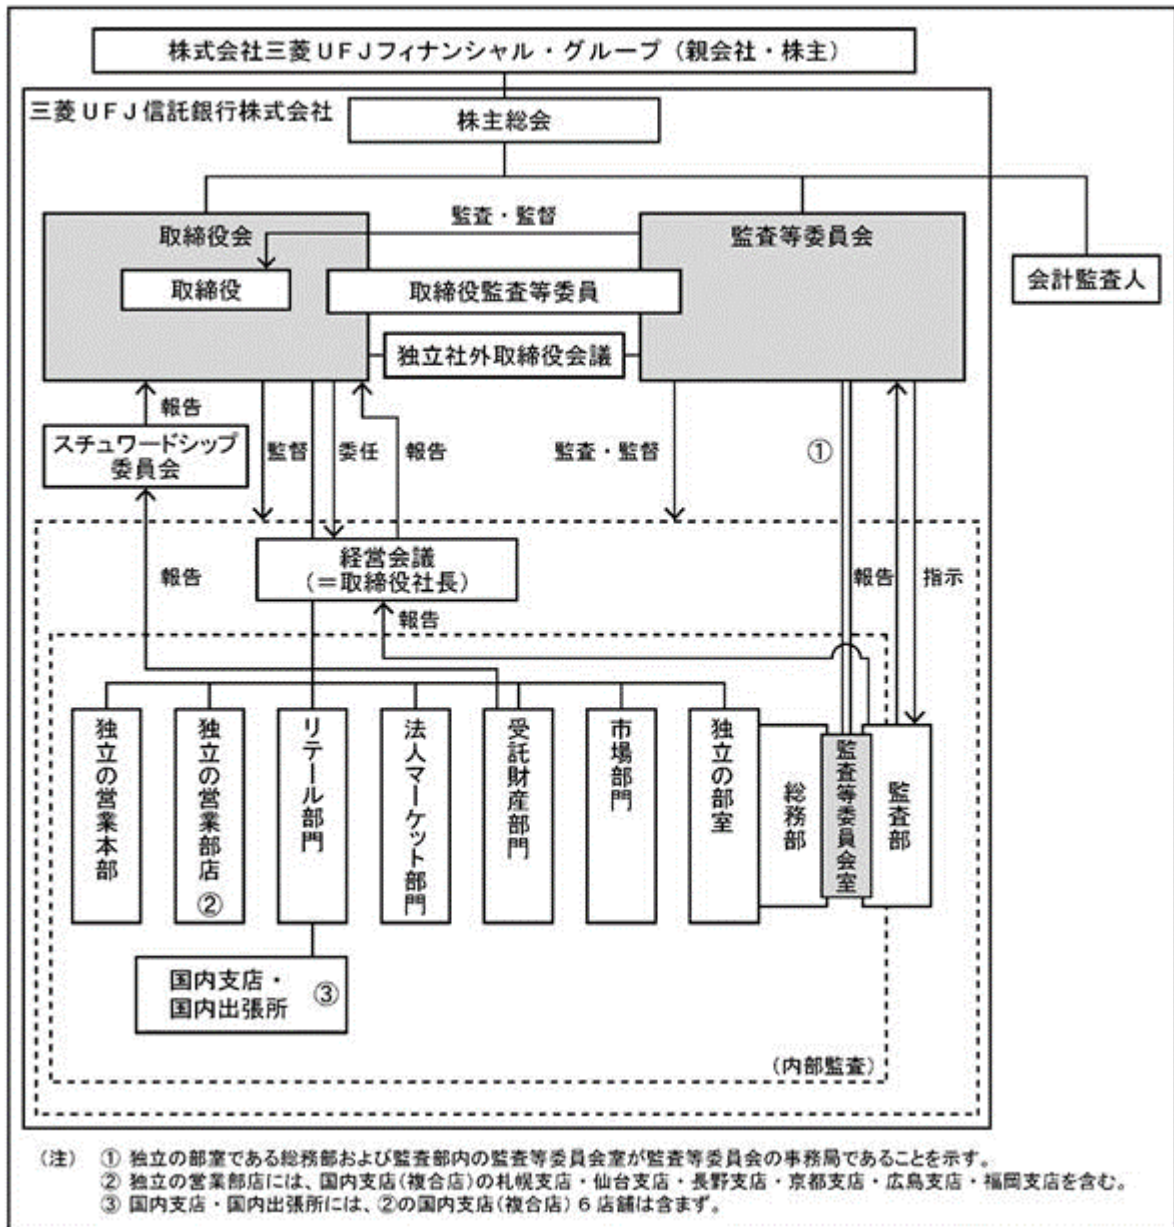 株式会社三菱UFJフィナンシャル・グループ（親会社・株主）
三菱UFJ信託銀行株式会社
株主総会
取締役会
監査・監督
監査等委員会
取締役
取締役監査等委員
会計監査人
独立社外取締役会議
報告
スチュワードシップ
委員会
監督
委任
報告
監査・監督
①
経営会議
（＝取締役社長）
報告
報告
報告
指示
独立の営業本部
独立の営業部店
②
リテール部門
法人マーケット部門
受託財産部門
市場部門
独立の部室
総務部
監査等委員会室
監査部
国内支店・
国内出張所
③
（内部監査）
（注） ① 独立の部室である総務部および監査部内の監査等委員会室が監査等委員会の事務局であることを示す。
② 独立の営業部店には、国内支店（複合店）の札幌支店・仙台支店・長野支店・京都支店・広島支店・福岡支店を含む。
③ 国内支店・国内出張所には、②の国内支店（複合店）6店舗は含まず。